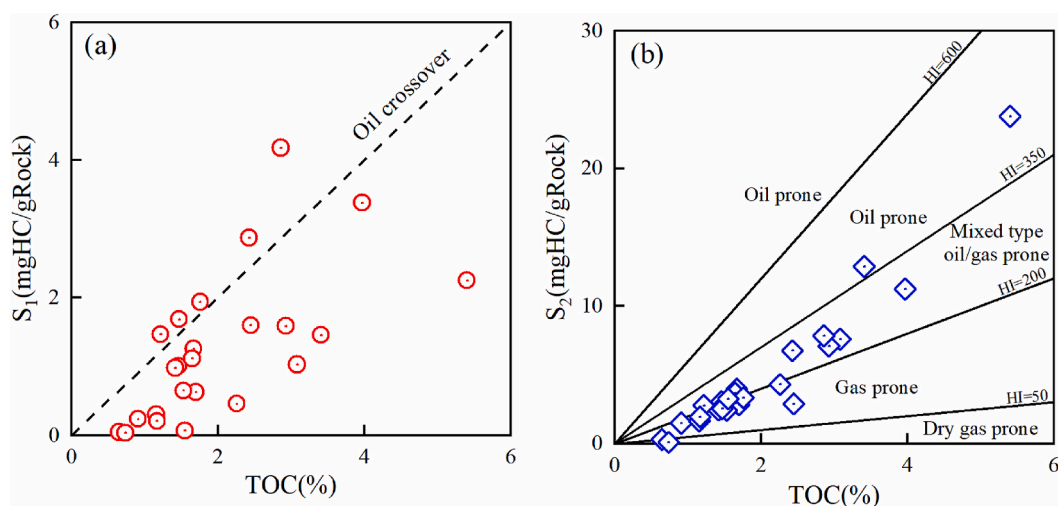 (a)
Oil crossover
6
4
2
0
0
2
4
6
S1(mgHC/gRock)
TOC(%)
(b)
HI=600
HI=350
HI=200
HI=50
Oil prone
Oil prone
Mixed type
oil/gas prone
Gas prone
Dry gas prone
30
20
10
0
0
2
4
6
S2(mgHC/gRock)
TOC(%)